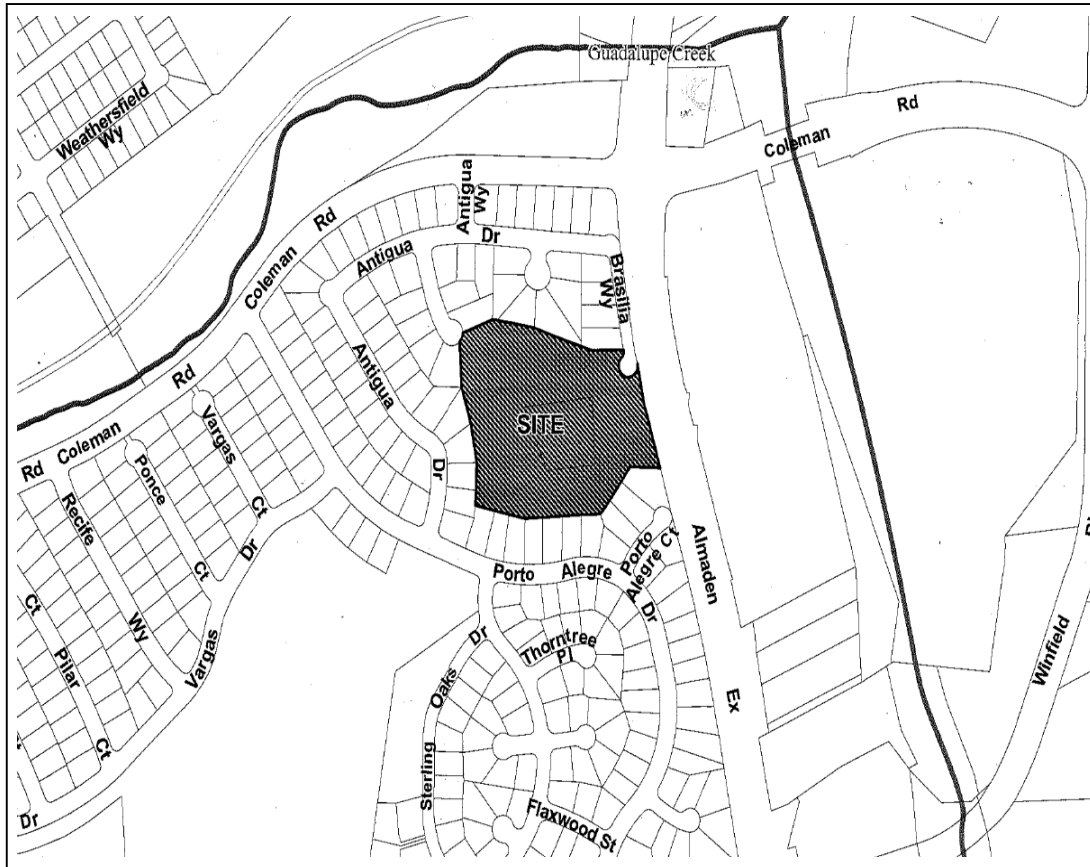 Guadalupe Creek
Rd
Coleman
Weathersfield
Wy
Antigua
Wy
Rd
Coleman
Antigua
Dr
Brasilia
Wy
Antigua
Dr
SITE
Rd
Coleman
Rd
Vargas
Ct
Ponce
Ct
Recife
Wy
Dr
Vargas
Ct
Pilar
Ct
Dr
Porto
Alegre
Dr
Porto
Alegre Ct
Almaden
Ex
Thorntree
Pl
Dr
Oaks
Sterling
Flaxwood St
Winfield